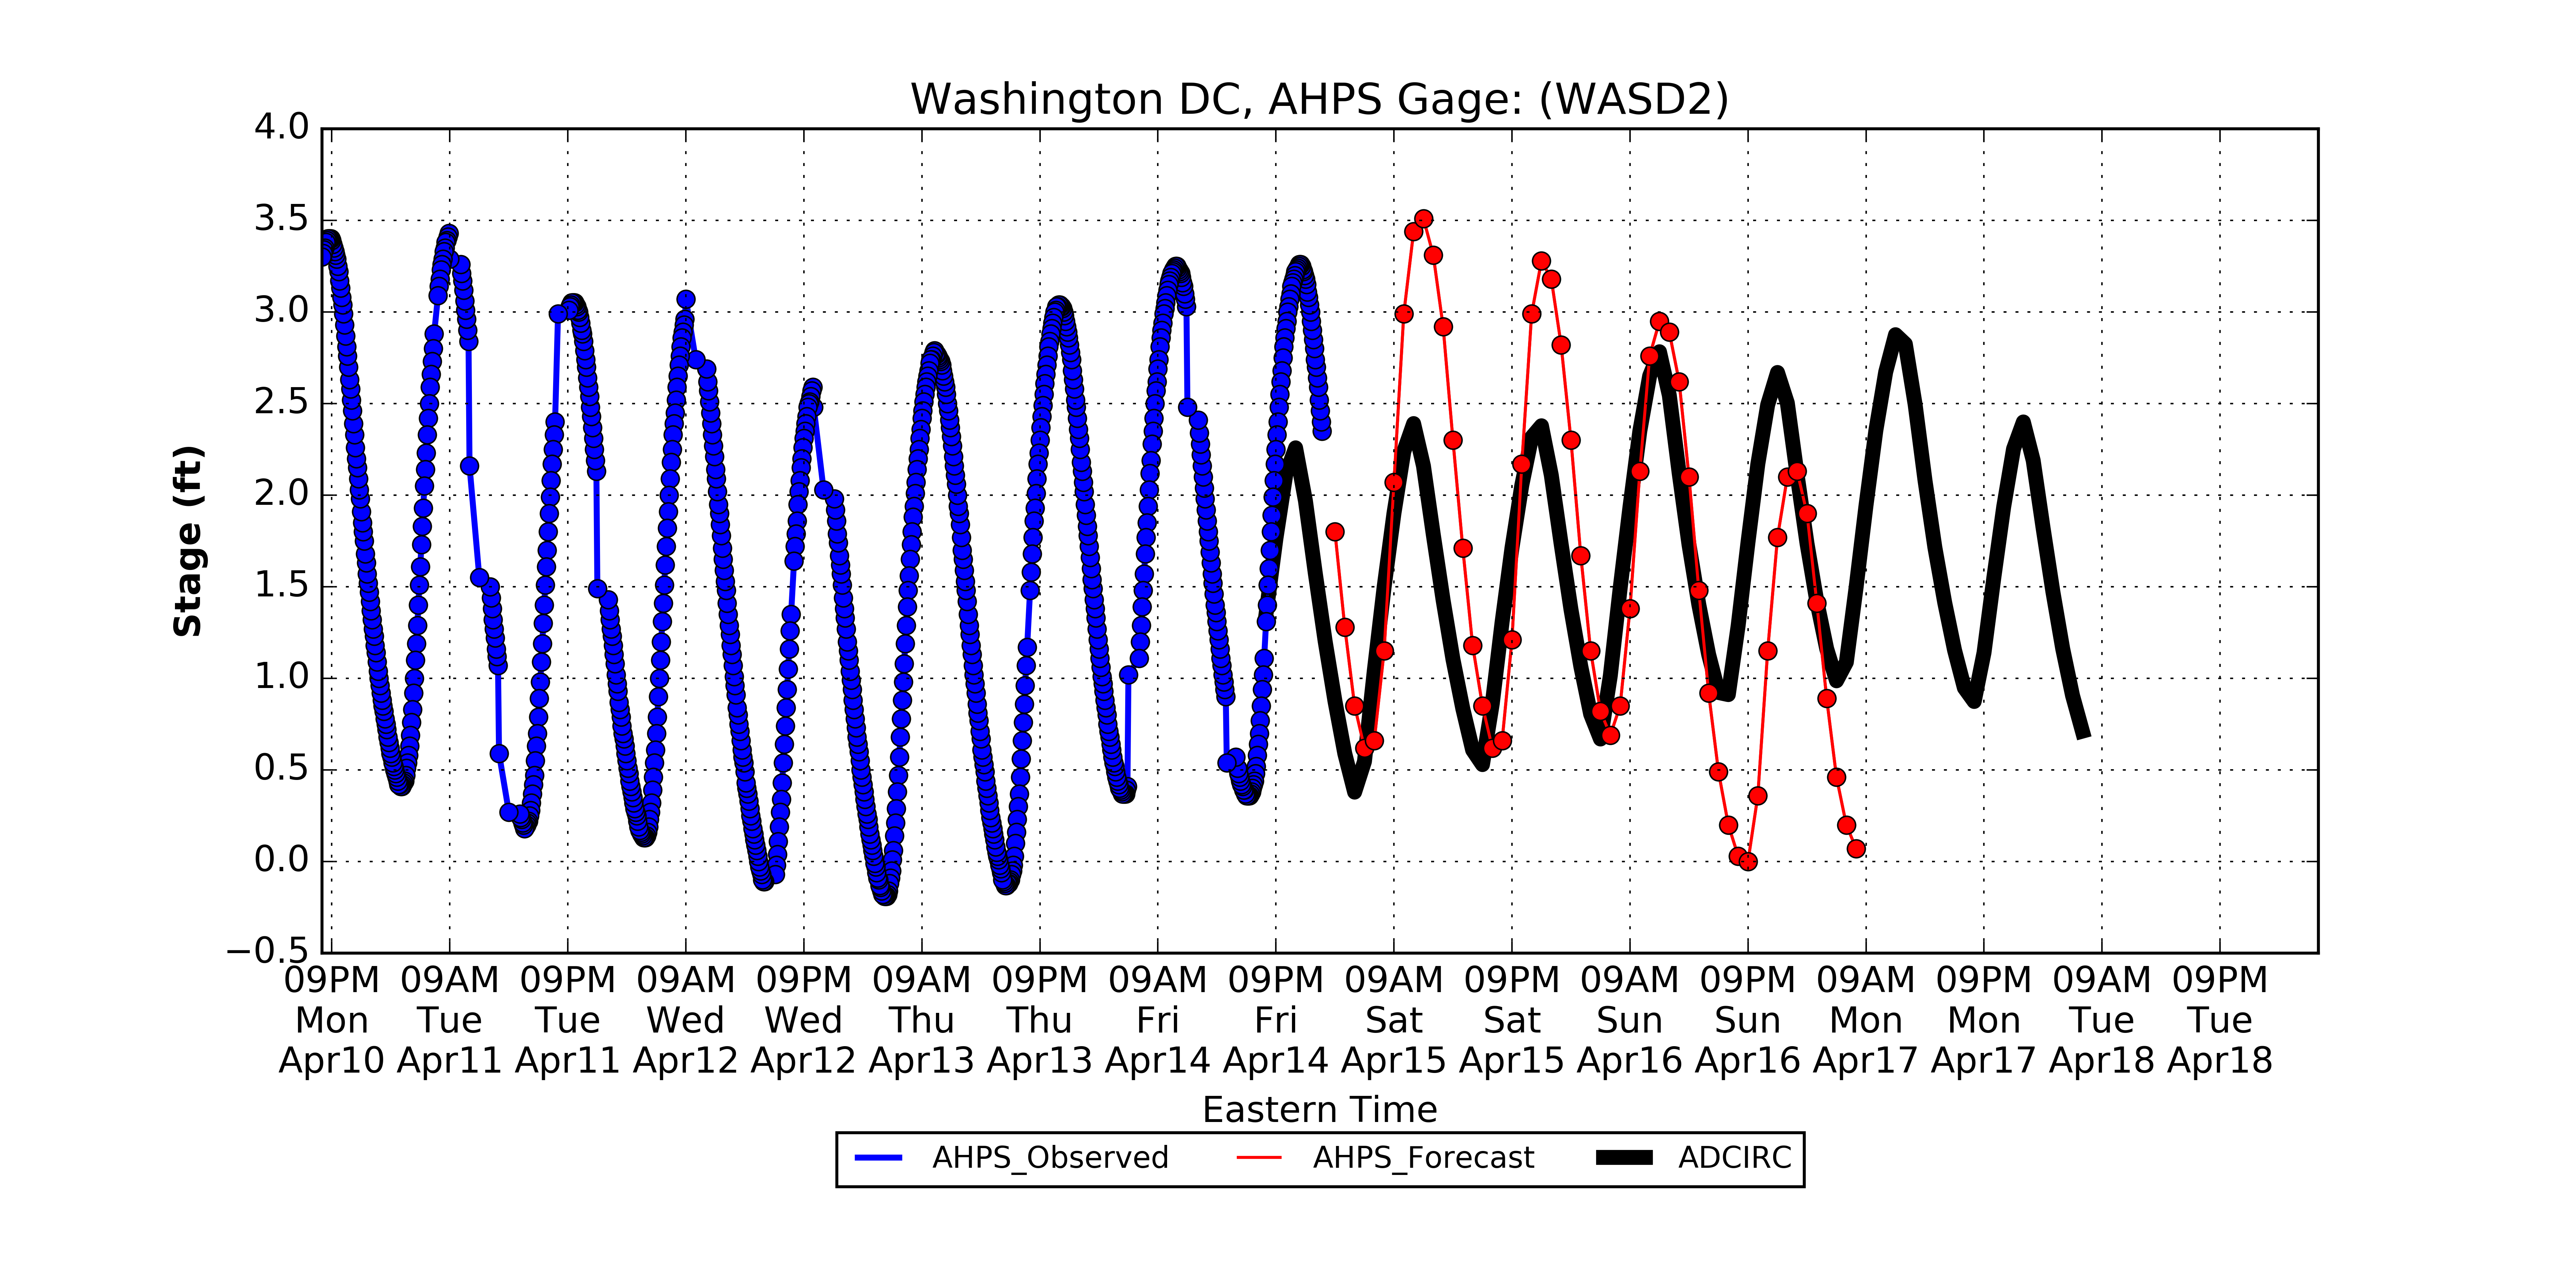 Washington DC, AHPS Gage: (WASD2)
4.0
3.5
3.0
2.5
2.0
1.5
1.0
0.5
0.0
−0.5
Stage (ft)
09PM 09AM 09PM 09AM 09PM 09AM 09PM 09AM 09PM 09AM 09PM 09AM 09PM 09AM 09PM 09AM 09PM
Mon Tue Tue Wed Wed Thu Thu Fri Fri Sat Sat Sun Sun Mon Mon Tue Tue
Apr10 Apr11 Apr11 Apr12 Apr12 Apr13 Apr13 Apr14 Apr14 Apr15 Apr15 Apr16 Apr16 Apr17 Apr17 Apr18 Apr18
Eastern Time
AHPS_Observed AHPS_Forecast ADCIRC